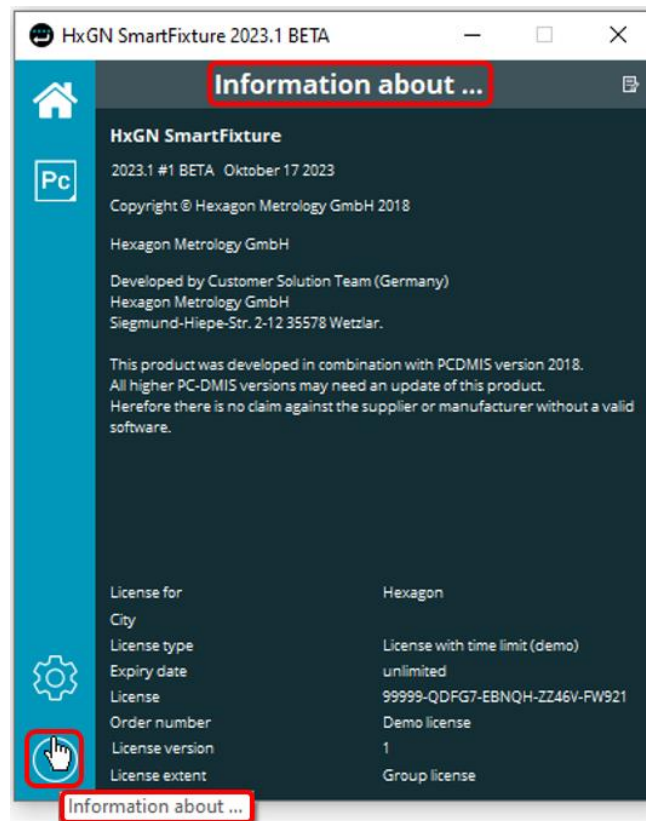 HxGN SmartFixture 2023.1 BETA
Information about ...
Pc
HxGN SmartFixture
2023.1 #1 BETA Oktober 17 2023
Copyright © Hexagon Metrology GmbH 2018
Hexagon Metrology GmbH
Developed by Customer Solution Team (Germany)
Hexagon Metrology GmbH
Siegmund-Hiepe-Str. 2-12 35578 Wetzlar.
This product was developed in combination with PCDMIS version 2018.
All higher PC-DMIS versions may need an update of this product.
Herefore there is no claim against the supplier or manufacturer without a valid
software.
License for Hexagon
City
License type License with time limit (demo)
Expiry date unlimited
License 99999-QDFG7-EBNQH-ZZ46V-FW921
Order number Demo license
License version 1
License extent Group license
Information about ...